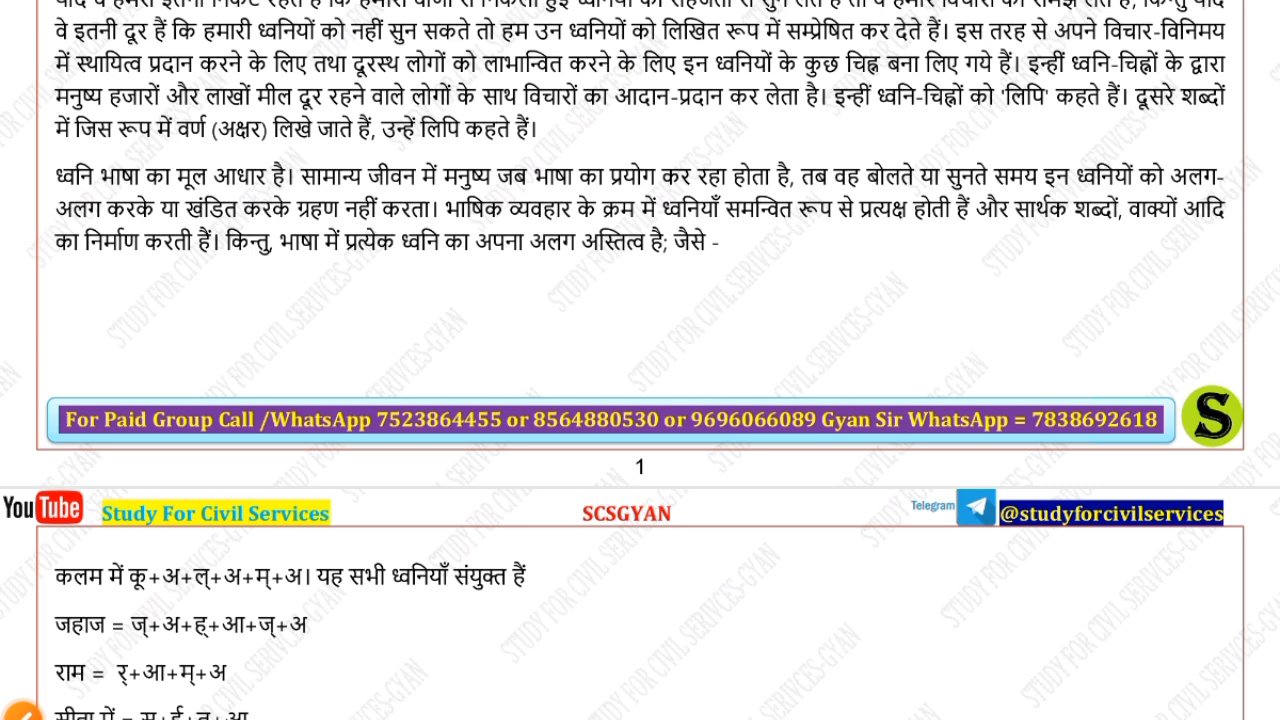 वे इतनी दूर हैं कि हमारी ध्वनियों को नहीं सुन सकते तो हम उन ध्वनियों को लिखित रूप में सम्प्रेषित कर देते हैं। इस तरह से अपने विचार-विनिमय
में स्थायित्व प्रदान करने के लिए तथा दूरस्थ लोगों को लाभान्वित करने के लिए इन ध्वनियों के कुछ चिह्न बना लिए गये हैं। इन्हीं ध्वनि-चिह्नों के द्वारा
मनुष्य हजारों और लाखों मील दूर रहने वाले लोगों के साथ विचारों का आदान-प्रदान कर लेता है। इन्हीं ध्वनि-चिह्नों को 'लिपि' कहते हैं। दूसरे शब्दों
में जिस रूप में वर्ण (अक्षर) लिखे जाते हैं, उन्हें लिपि कहते हैं।
ध्वनि भाषा का मूल आधार है। सामान्य जीवन में मनुष्य जब भाषा का प्रयोग कर रहा होता है, तब वह बोलते या सुनते समय इन ध्वनियों को अलग-
अलग करके या खंडित करके ग्रहण नहीं करता। भाषिक व्यवहार के क्रम में ध्वनियाँ समन्वित रूप से प्रत्यक्ष होती हैं और सार्थक शब्दों, वाक्यों आदि
का निर्माण करती हैं। किन्तु, भाषा में प्रत्येक ध्वनि का अपना अलग अस्तित्व है; जैसे -
For Paid Group Call /WhatsApp 7523864455 or 8564880530 or 9696066089 Gyan Sir WhatsApp = 7838692618
S
1
YouTube Study For Civil Services SCSGYAN Telegram @studyforcivilservices
कलम में कू+अ+ल्+अ+म्+अ। यह सभी ध्वनियाँ संयुक्त हैं
जहाज = ज्+अ+ह्+आ+ज्+अ
राम = र्+आ+म्+अ